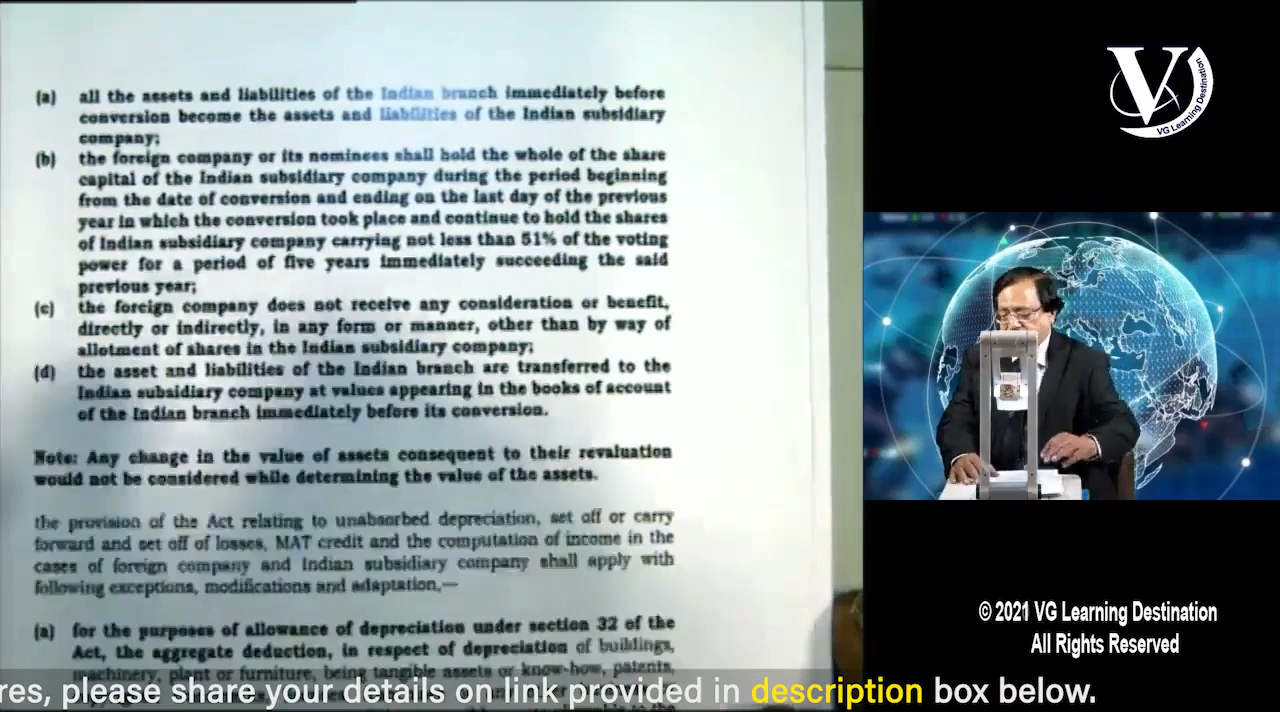 (a) all the assets and liabilities of the Indian branch immediately before
conversion become the assets and liabilities of the Indian subsidiary
company;
(b) the foreign company or its nominees shall hold the whole of the share
capital of the Indian subsidiary company during the period beginning
from the date of conversion and ending on the last day of the previous
year in which the conversion took place and continue to hold the shares
of Indian subsidiary company carrying not less than 51% of the voting
power for a period of five years immediately succeeding the said
previous year;
(c) the foreign company does not receive any consideration or benefit,
directly or indirectly, in any form or manner, other than by way of
allotment of shares in the Indian subsidiary company;
(d) the asset and liabilities of the Indian branch are transferred to the
Indian subsidiary company at values appearing in the books of account
of the Indian branch immediately before its conversion.
Note: Any change in the value of assets consequent to their revaluation
would not be considered while determining the value of the assets.
the provision of the Act relating to unabsorbed depreciation, set off or carry
forward and set off of losses, MAT credit and the computation of income in the
cases of foreign company and Indian subsidiary company shall apply with
following exceptions, modifications and adaptation,—
(a) for the purposes of allowance of depreciation under section 32 of the
Act, the aggregate deduction, in respect of depreciation of buildings,
machinery, plant or furniture, being tangible assets or know-how, patents,
res, please share your details on link provided in description box below.
V
VG Learning Destination
© 2021 VG Learning Destination
All Rights Reserved